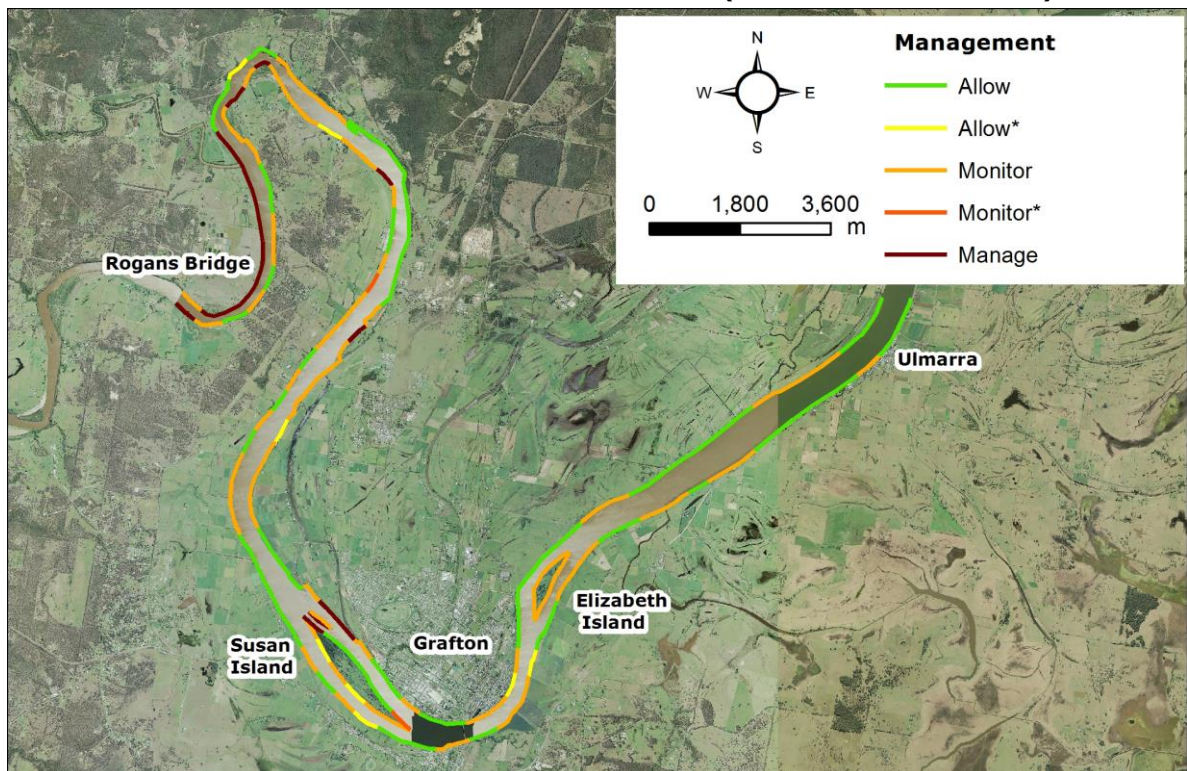 Management
N
W
E
S
Allow
Allow*
Monitor
Monitor*
Manage
0 1,800 3,600
m
Rogans Bridge
Ulmarra
Elizabeth
Island
Grafton
Susan
Island